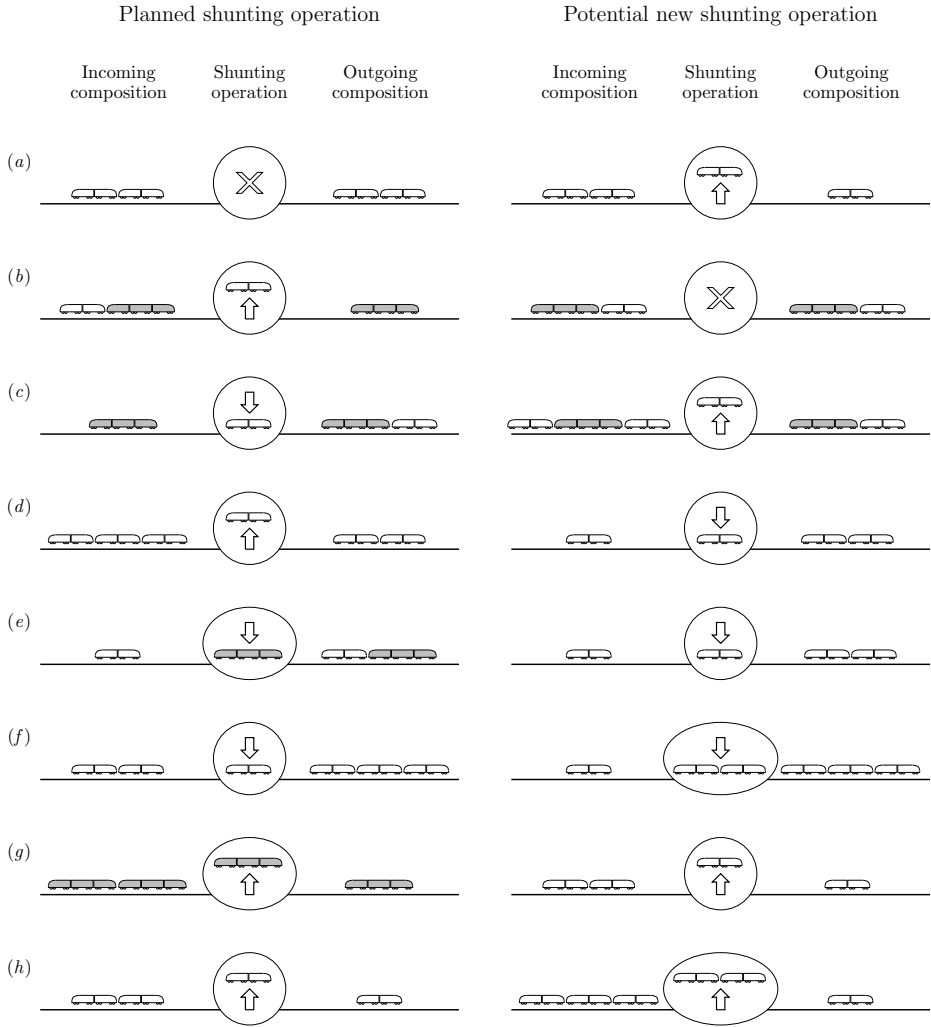 Planned shunting operation Potential new shunting operation
Incoming Shunting Outgoing Incoming Shunting Outgoing
composition operation composition composition operation composition
(a)
(b)
(c)
(d)
(e)
(f)
(g)
(h)